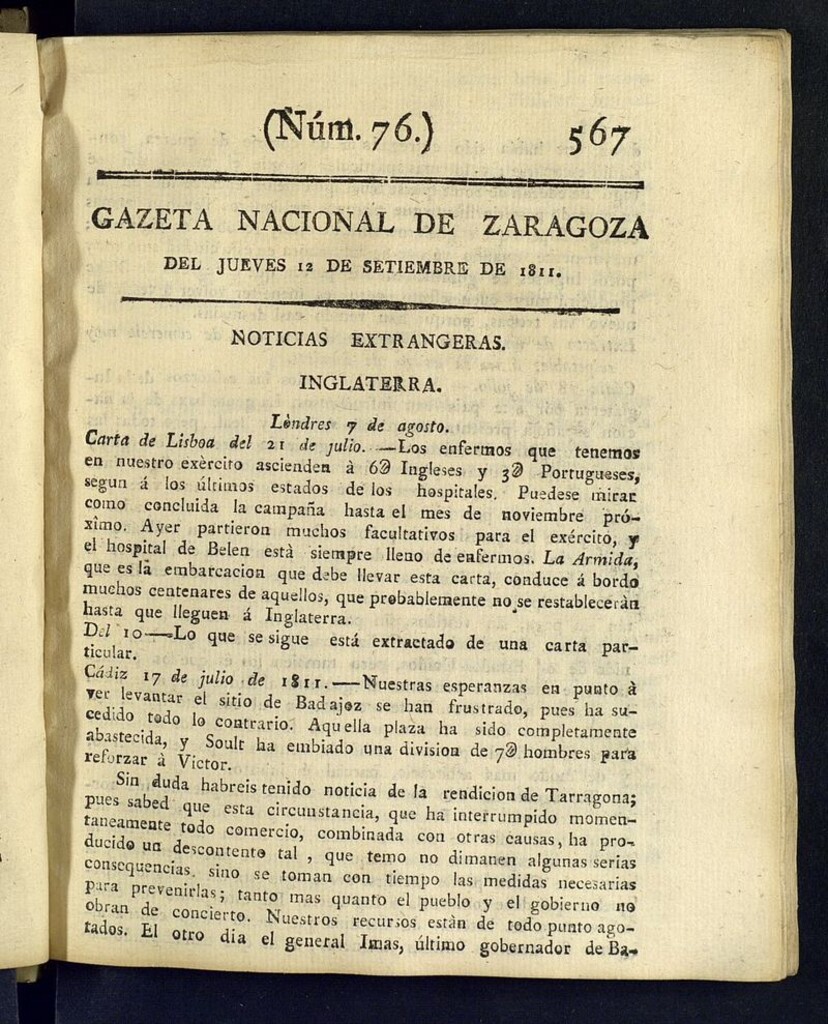 (Núm. 76.) 567
GAZETA NACIONAL DE ZARAGOZA
DEL JUEVES 12 DE SETIEMBRE DE 1811.
NOTICIAS EXTRANGERAS.
INGLATERRA.
Lòndres 7 de agosto.
Carta de Lisboa del 21 de julio. —Los enfermos que tenemos
en nuestro exèrcito ascienden à 6@ Ingleses y 3@ Portugueses,
segun á los últimos estados de los hospitales. Puedese mirar
como concluida la campaña hasta el mes de noviembre pró-
ximo. Ayer partieron muchos facultativos para el exército, y
el hospital de Belen està siempre lleno de enfermos. La Armida,
que es la embarcacion que debe llevar esta carta, conduce á bordo
muchos centenares de aquellos, que probablemente no se restableceràn
hasta que lleguen á Inglaterra.
Del 10—Lo que se sigue está extractado de una carta par-
ticular.
Cádiz 17 de julio de 1811.—Nuestras esperanzas en punto à
ver levantar el sitio de Badajoz se han frustrado, pues ha su-
cedido todo lo contrario. Aquella plaza ha sido completamente
abastecida, y Soult ha embiado una division de 7@ hombres para
reforzar à Victor.
Sin duda habreis tenido noticia de la rendicion de Tarragona;
pues sabed que esta circunstancia, que ha interrumpido momen-
taneamente todo comercio, combinada con otras causas, ha pro-
ducido un descontento tal, que temo no dimanen algunas serias
consequencias, sino se toman con tiempo las medidas necesarias
para prevenirlas; tanto mas quanto el pueblo y el gobierno no
obran de concierto. Nuestros recursos están de todo punto ago-
tados. El otro dia el general Imas, último gobernador de Ba-